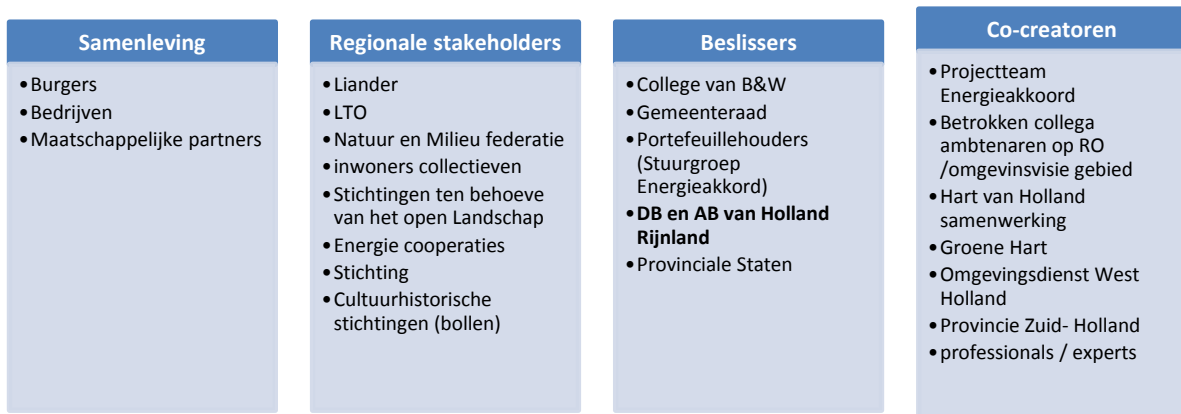 Samenleving
•Burgers
•Bedrijven
•Maatschappelijke partners
Regionale stakeholders
•Liander
•LTO
•Natuur en Milieu federatie
•inwoners collectieven
•Stichtingen ten behoeve
van het open Landschap
•Energie cooperaties
•Stichting
•Cultuurhistorische
stichtingen (bollen)
Beslissers
•College van B&W
•Gemeenteraad
•Portefeuillehouders
(Stuurgroep
Energieakkord)
•DB en AB van Holland
Rijnland
•Provinciale Staten
Co-creatoren
•Projectteam
Energieakkoord
•Betrokken collega
ambtenaren op RO
/omgevinsvisie gebied
•Hart van Holland
samenwerking
•Groene Hart
•Omgevingsdienst West
Holland
•Provincie Zuid- Holland
•professionals / experts